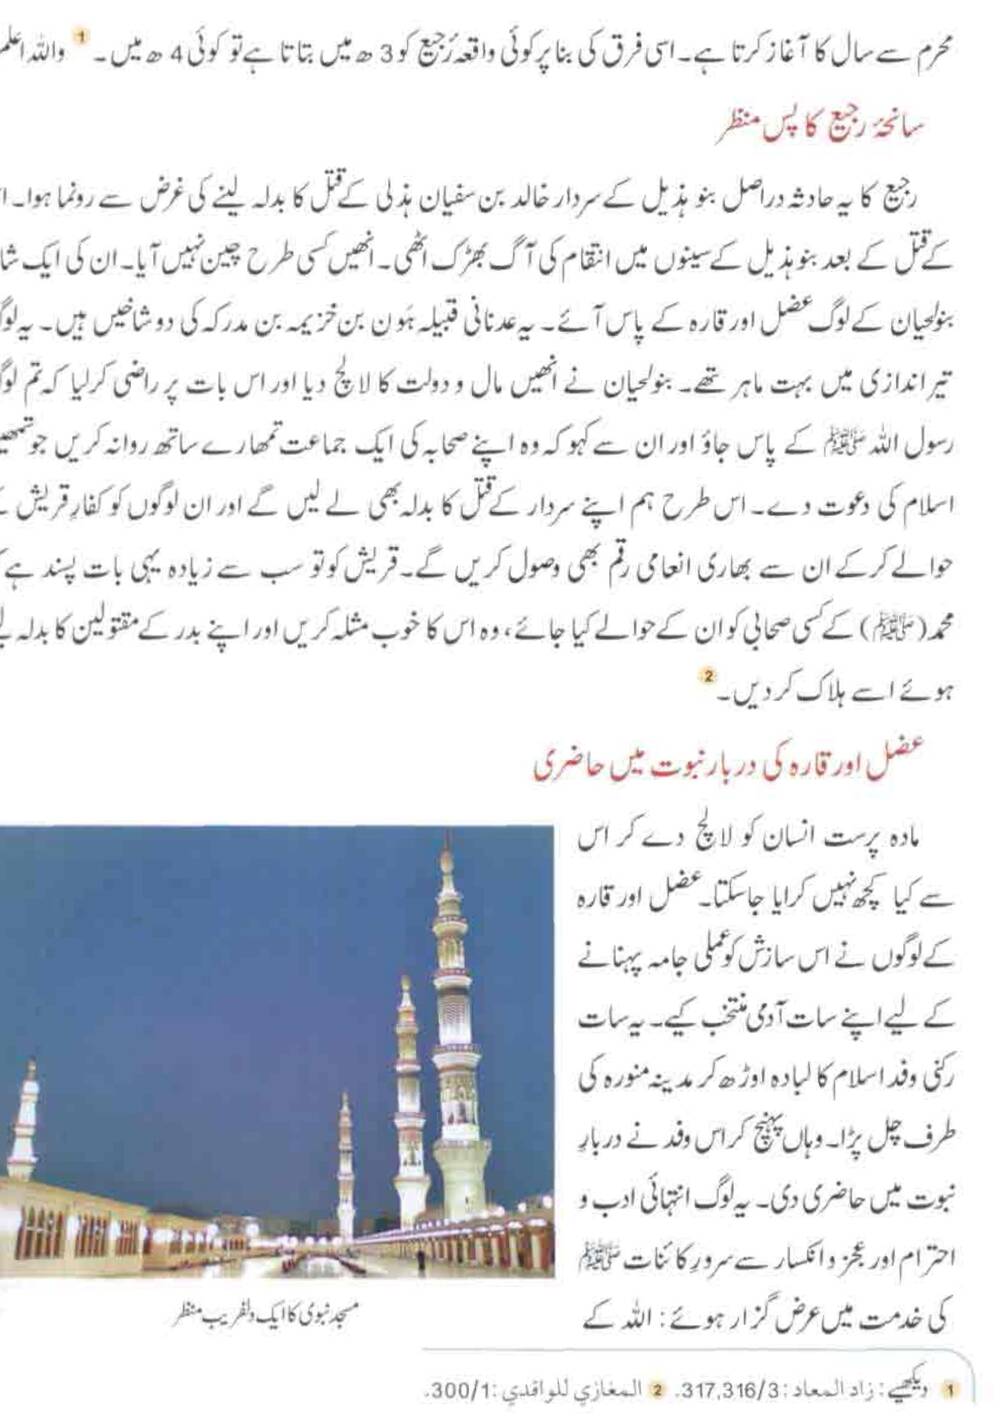 محرم سے سال کا آغاز کرتا ہے۔ اسی فرق کی بنا پر کوئی واقعۂ رجیع کو 3 ھ میں بتاتا ہے تو کوئی 4 ھ میں۔ 1 واللہ اعلم
سانحۂ رجیع کا پس منظر
رجیع کا یہ حادثہ دراصل بنو ہذیل کے سردار خالد بن سفیان ہذلی کے قتل کا بدلہ لینے کی غرض سے رونما ہوا۔
کے قتل کے بعد بنو ہذیل کے سینوں میں انتقام کی آگ بھڑک اٹھی۔ انھیں کسی طرح چین نہیں آیا۔ ان کی ایک
بنولحیان کے لوگ عضل اور قارہ کے پاس آئے۔ یہ عدنانی قبیلہ ہُون بن خزیمہ بن مدرکہ کی دو شاخیں ہیں۔ یہ
تیر اندازی میں بہت ماہر تھے۔ بنولحیان نے انھیں مال و دولت کا لالچ دیا اور اس بات پر راضی کر لیا کہ تم
رسول اللہ ﷺ کے پاس جاؤ اور ان سے کہو کہ وہ اپنے صحابہ کی ایک جماعت تمھارے ساتھ روانہ کریں جو
اسلام کی دعوت دے۔ اس طرح ہم اپنے سردار کے قتل کا بدلہ بھی لے لیں گے اور ان لوگوں کو کفارِ قریش
حوالے کر کے ان سے بھاری انعامی رقم بھی وصول کریں گے۔ قریش کو تو سب سے زیادہ یہی بات پسند ہے
محمد (ﷺ) کے کسی صحابی کو ان کے حوالے کیا جائے، وہ اس کا خوب مثلہ کریں اور اپنے بدر کے مقتولین کا بدلہ
ہوئے اسے ہلاک کر دیں۔ 2
عضل اور قارہ کی دربار نبوت میں حاضری
مادہ پرست انسان کو لالچ دے کر اس
سے کیا کچھ نہیں کرایا جاسکتا۔ عضل اور قارہ
کے لوگوں نے اس سازش کو عملی جامہ پہنانے
کے لیے اپنے سات آدمی منتخب کیے۔ یہ سات
رکنی وفد اسلام کا لبادہ اوڑھ کر مدینہ منورہ کی
طرف چل پڑا۔ وہاں پہنچ کر اس وفد نے دربارِ
نبوت میں حاضری دی۔ یہ لوگ انتہائی ادب و
احترام اور عجز و انکسار سے سرورِ کائنات ﷺ
کی خدمت میں عرض گزار ہوئے: اللہ کے
مسجد نبوی کا ایک دلفریب منظر
1 دیکھیے: زاد المعاد: 317,316/3. 2 المغازي للواقدي: 300/1.